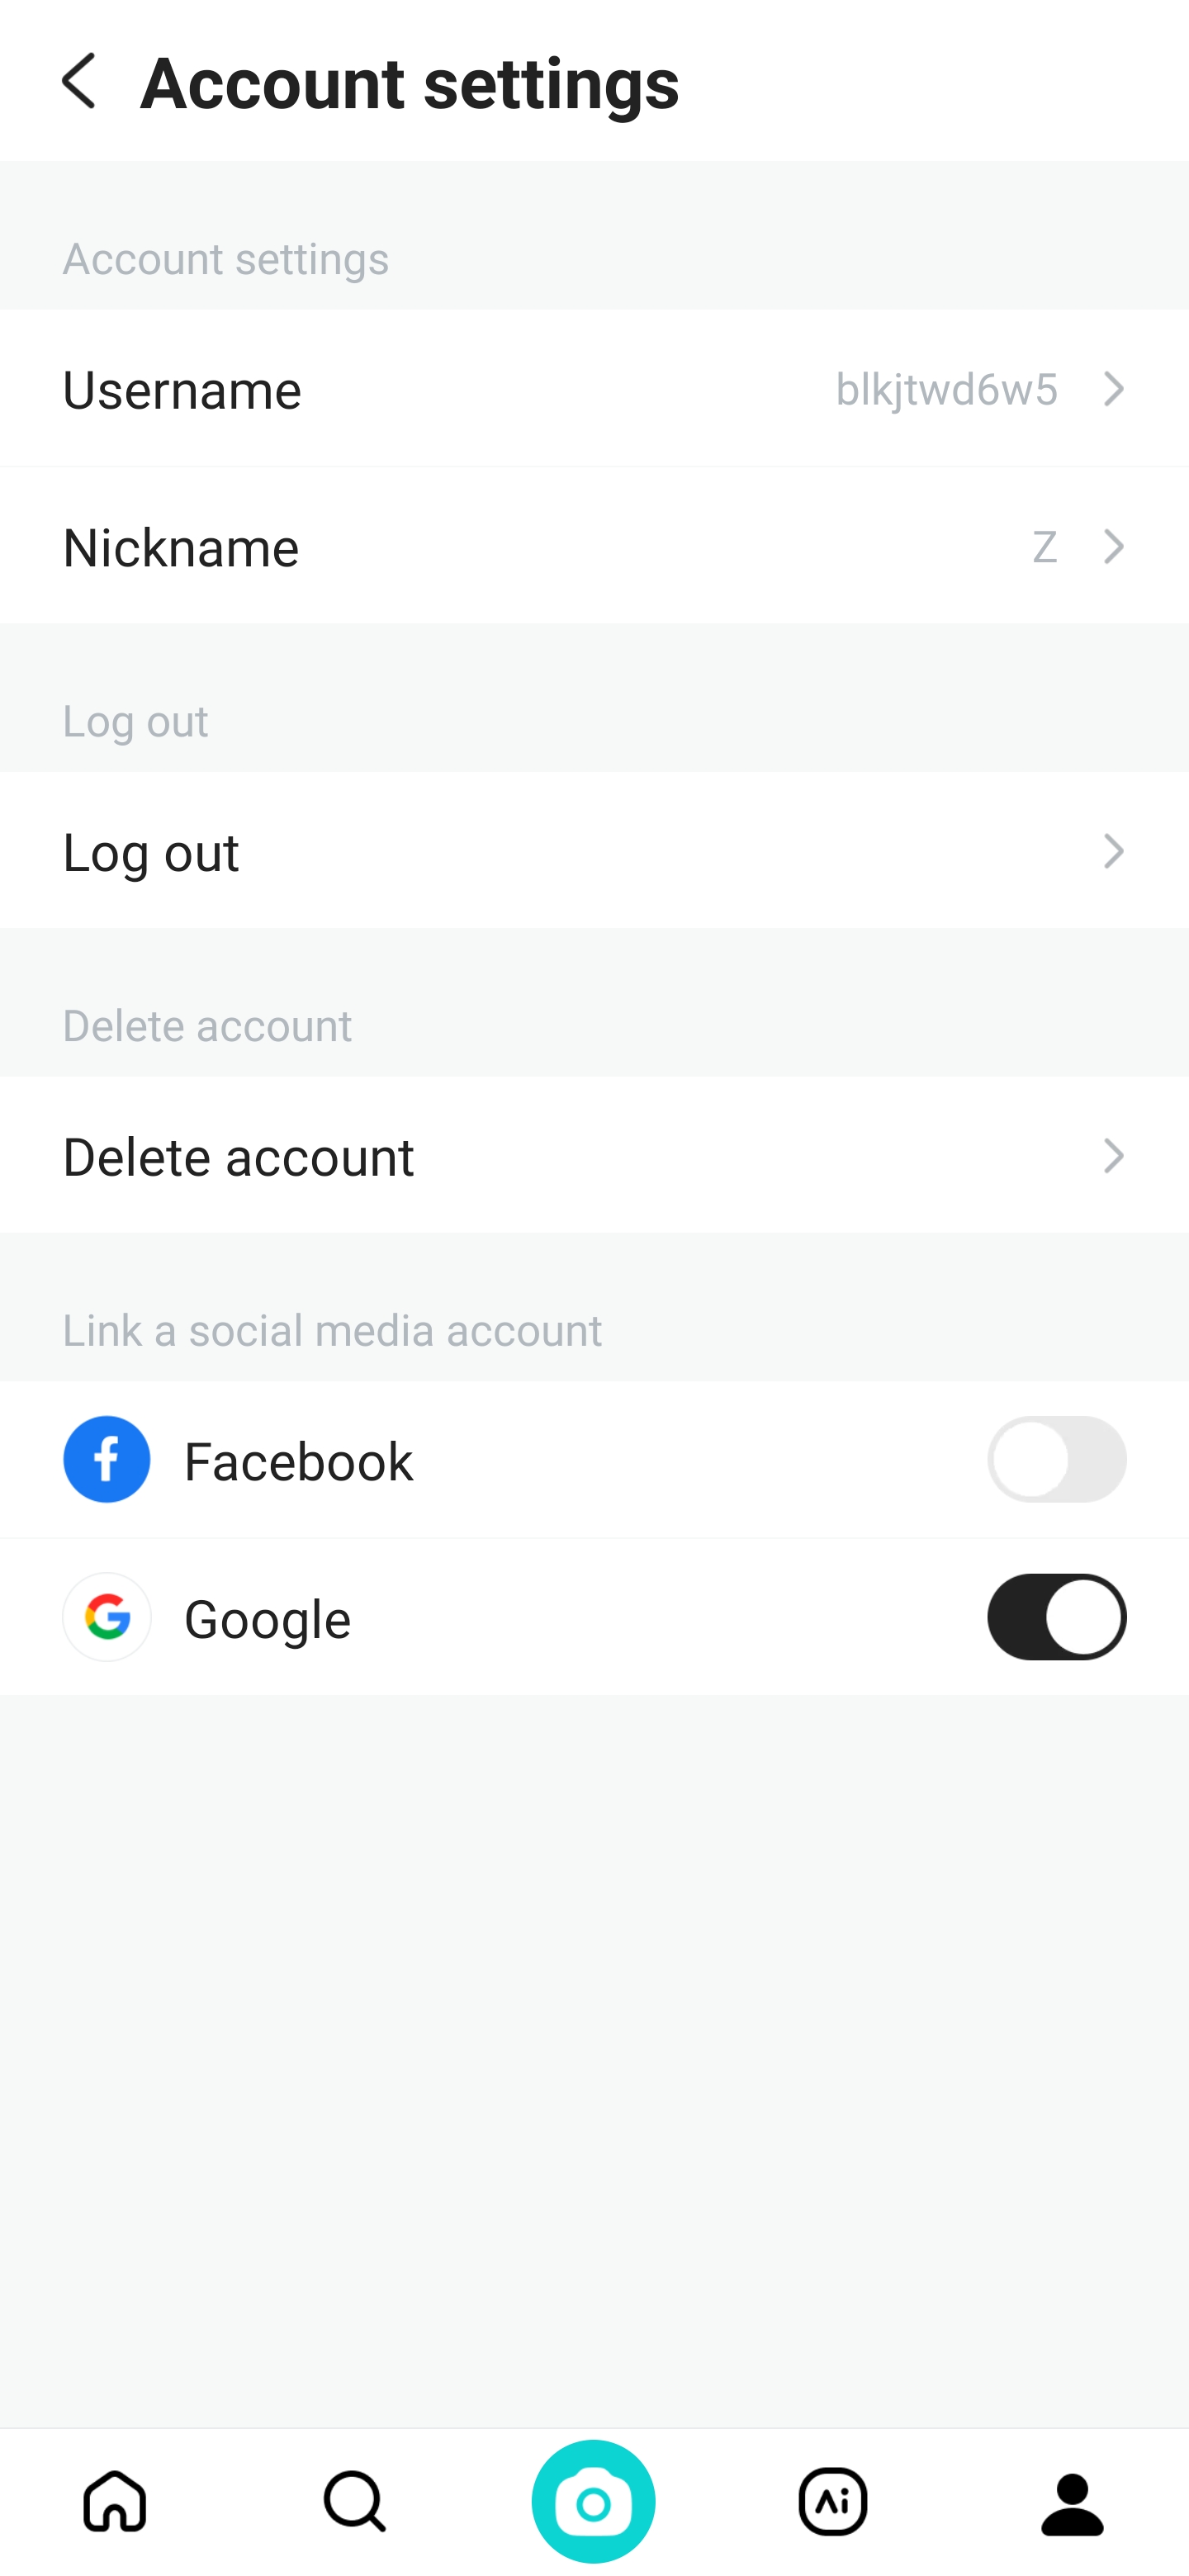 Account settings
Account settings
Username
blkjtwd6w5
Nickname
Z
Log out
Log out
Delete account
Delete account
Link a social media account
Facebook
Google
Ai